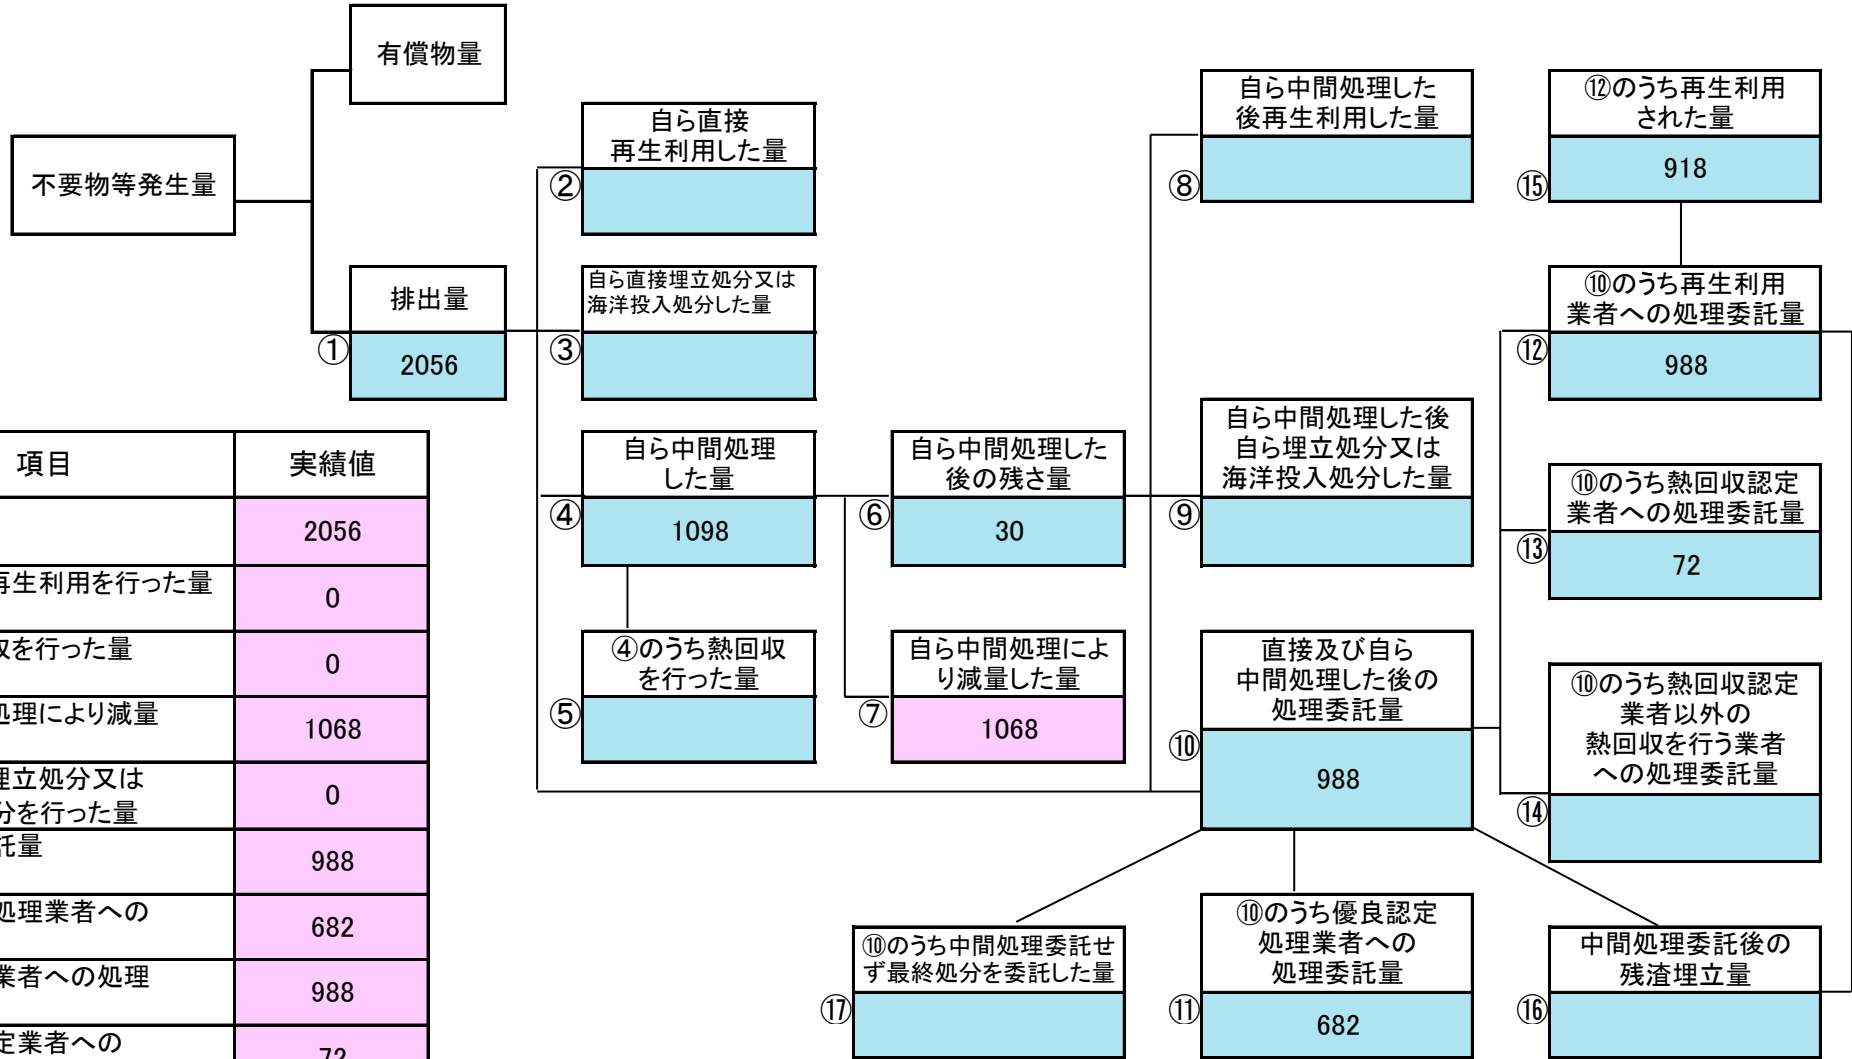 有償物量
不要物等発生量
排出量
①
2056
自ら直接
再生利用した量
②
自ら直接埋立処分又は
海洋投入処分した量
③
自ら中間処理
した量
④
1098
④のうち熱回収
を行った量
⑤
自ら中間処理した
後の残さ量
⑥
30
自ら中間処理によ
り減量した量
⑦
1068
自ら中間処理した
後再生利用した量
⑧
自ら中間処理した後
自ら埋立処分又は
海洋投入処分した量
⑨
直接及び自ら
中間処理した後の
処理委託量
⑩
988
⑩のうち優良認定
処理業者への
処理委託量
⑪
682
⑫のうち再生利用
された量
⑮
918
⑩のうち再生利用
業者への処理委託量
⑫
988
⑩のうち熱回収認定
業者への処理委託量
⑬
72
⑩のうち熱回収認定
業者以外の
熱回収を行う業者
への処理委託量
⑭
中間処理委託後の
残渣埋立量
⑯
⑩のうち中間処理委託せ
ず最終処分を委託した量
⑰
項目 実績値
2056
再生利用を行った量 0
を行った量 0
処理により減量 1068
埋立処分又は
分を行った量 0
託量 988
処理業者への 682
業者への処理 988
定業者への 72